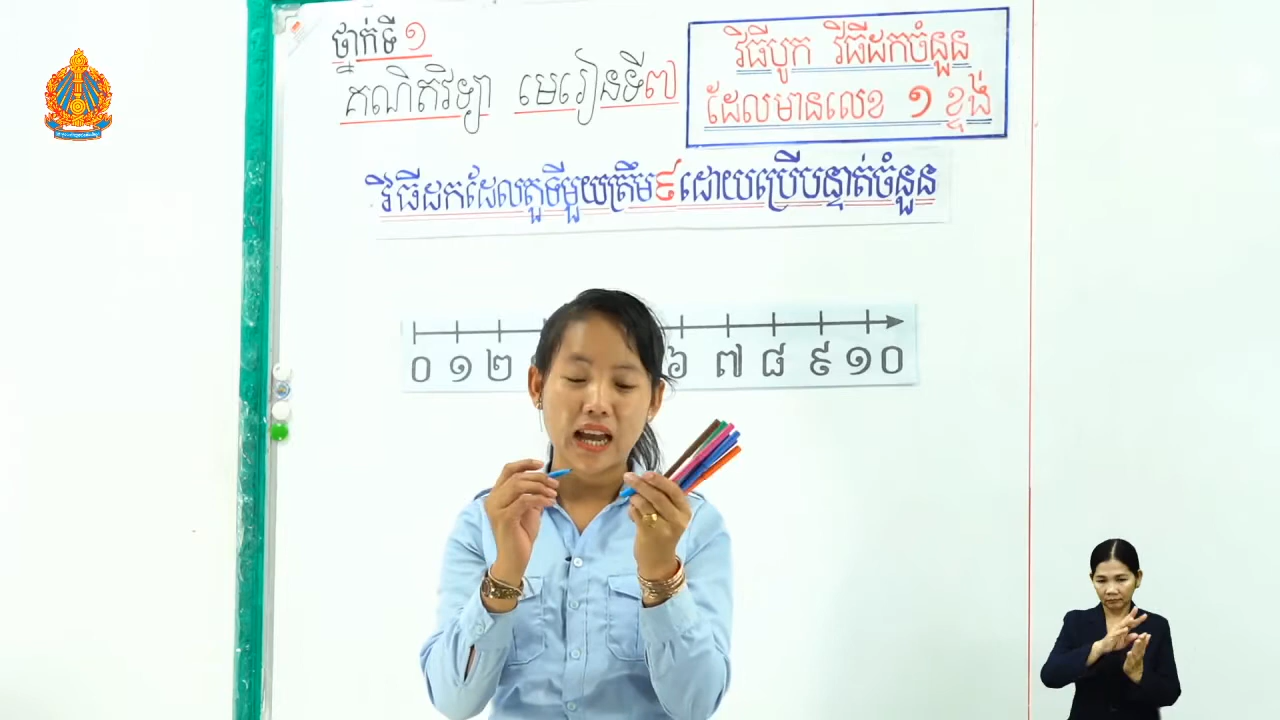 ថ្នាក់ទី ១
គណិតវិទ្យា មេរៀនទី៧
វិធីបូក វិធីដកចំនួន
ដែលមានលេខ ១ ខ្ទង់
វិធីដកដែលតួទីមួយត្រឹម៩ដោយប្រើបន្ទាត់ចំនួន
០ ១ ២ ៦ ៧ ៨ ៩ ១០